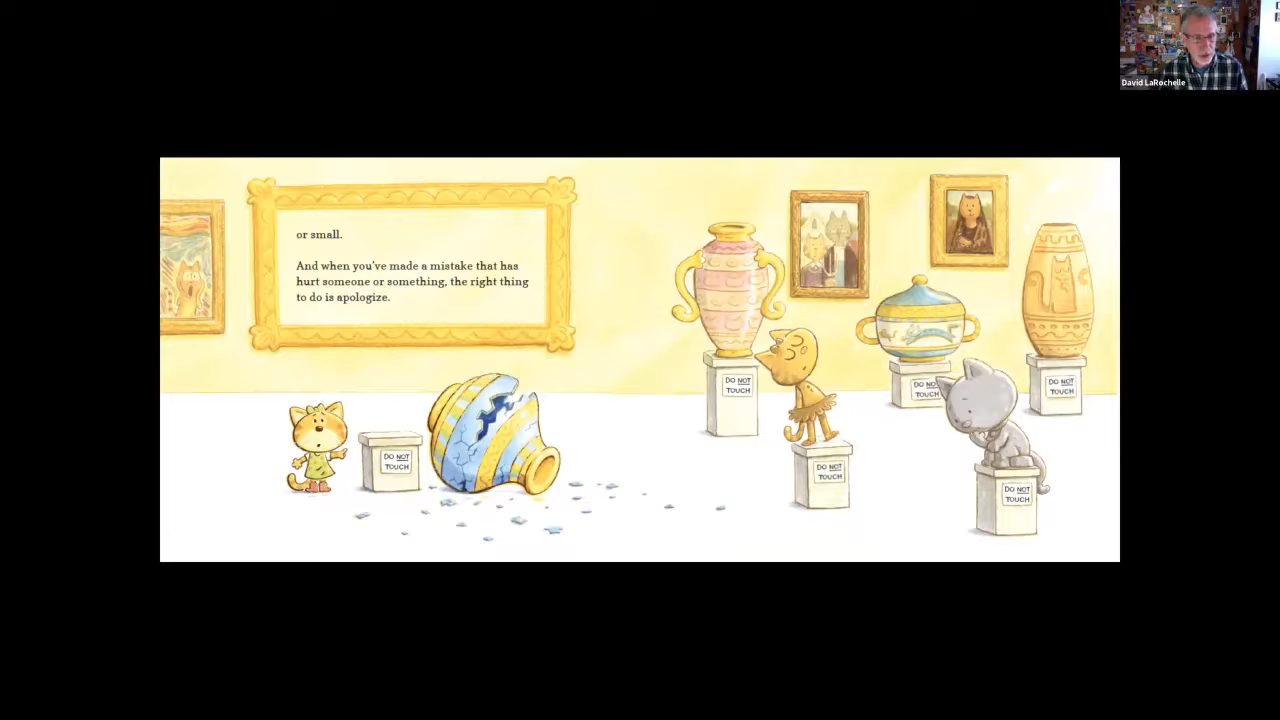 David LaRochelle
or small.
And when you've made a mistake that has
hurt someone or something, the right thing
to do is apologize.
DO NOT
TOUCH
DO NOT
TOUCH
DO NOT
TOUCH
DO NOT
TOUCH
DO NOT
TOUCH
DO NOT
TOUCH